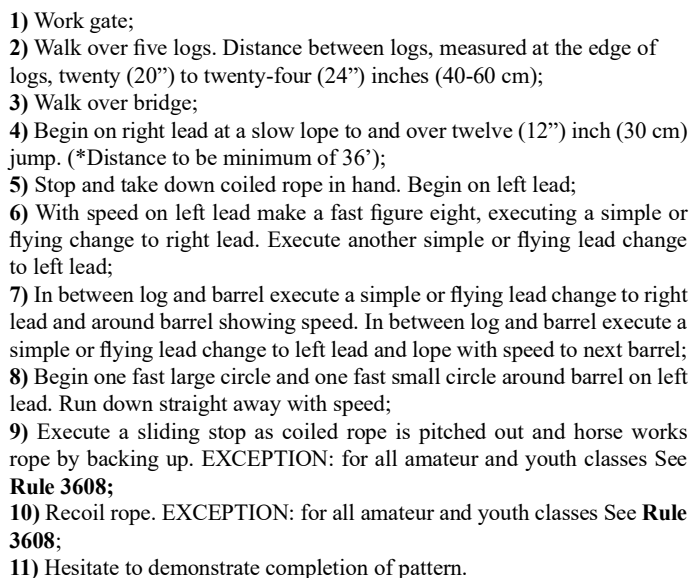 1) Work gate;
2) Walk over five logs. Distance between logs, measured at the edge of
logs, twenty (20”) to twenty-four (24”) inches (40-60 cm);
3) Walk over bridge;
4) Begin on right lead at a slow lope to and over twelve (12”) inch (30 cm)
jump. (*Distance to be minimum of 36’);
5) Stop and take down coiled rope in hand. Begin on left lead;
6) With speed on left lead make a fast figure eight, executing a simple or
flying change to right lead. Execute another simple or flying lead change
to left lead;
7) In between log and barrel execute a simple or flying lead change to right
lead and around barrel showing speed. In between log and barrel execute a
simple or flying lead change to left lead and lope with speed to next barrel;
8) Begin one fast large circle and one fast small circle around barrel on left
lead. Run down straight away with speed;
9) Execute a sliding stop as coiled rope is pitched out and horse works
rope by backing up. EXCEPTION: for all amateur and youth classes See
Rule 3608;
10) Recoil rope. EXCEPTION: for all amateur and youth classes See Rule
3608;
11) Hesitate to demonstrate completion of pattern.